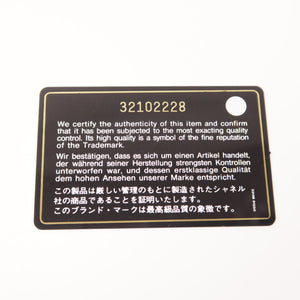 32102228
We certify the authenticity of this item and confirm
that it has been subjected to the most exacting quality
control. Its high quality is a symbol of the fine reputation
of the Trademark.
Wir bestätigen, dass es sich um einen Artikel handelt,
der während seiner Herstellung strengsten Kontrollen
unterworfen war, und dessen erstklassige Qualität
dem hohen Ansehen unserer Marke entspricht.
この製品は厳しい管理のもとに製造されたシャネル
社の商品であることを証明いたします。
このブランド・マークは最高級品質の象徴です。